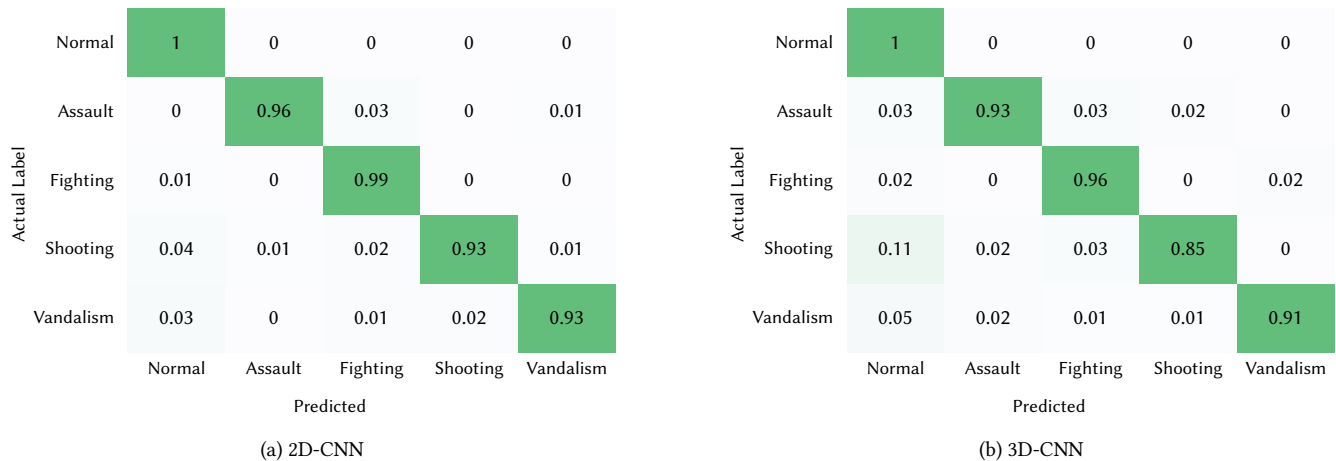 Actual Label
Normal 1 0 0 0 0
Assault 0 0.96 0.03 0 0.01
Fighting 0.01 0 0.99 0 0
Shooting 0.04 0.01 0.02 0.93 0.01
Vandalism 0.03 0 0.01 0.02 0.93
Normal Assault Fighting Shooting Vandalism
Predicted
(a) 2D-CNN
Actual Label
Normal 1 0 0 0 0
Assault 0.03 0.93 0.03 0.02 0
Fighting 0.02 0 0.96 0 0.02
Shooting 0.11 0.02 0.03 0.85 0
Vandalism 0.05 0.02 0.01 0.01 0.91
Normal Assault Fighting Shooting Vandalism
Predicted
(b) 3D-CNN